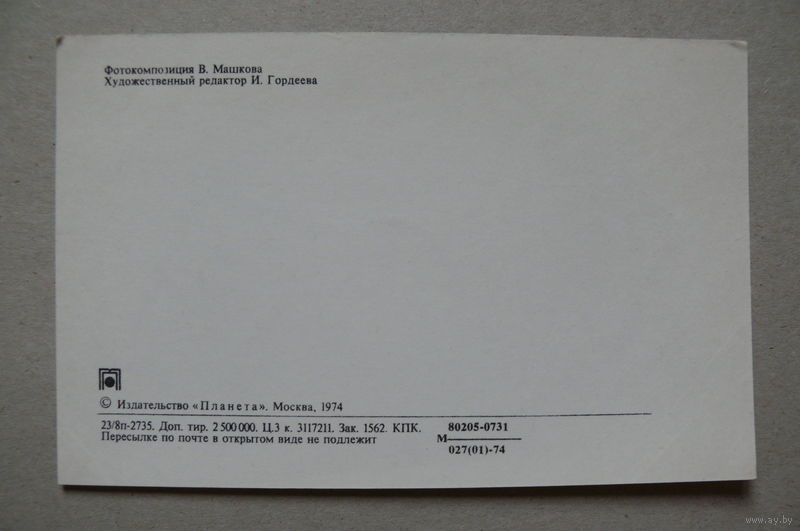 Фотокомпозиция В. Машкова
Художественный редактор И. Гордеева
© Издательство «Планета». Москва, 1974
23/8п-2735. Доп. тир. 2 500 000. Ц.3 к. 3117211. Зак. 1562. КПК.
Пересылке по почте в открытом виде не подлежит
80205-0731
М
027(01)-74
www.ay.by